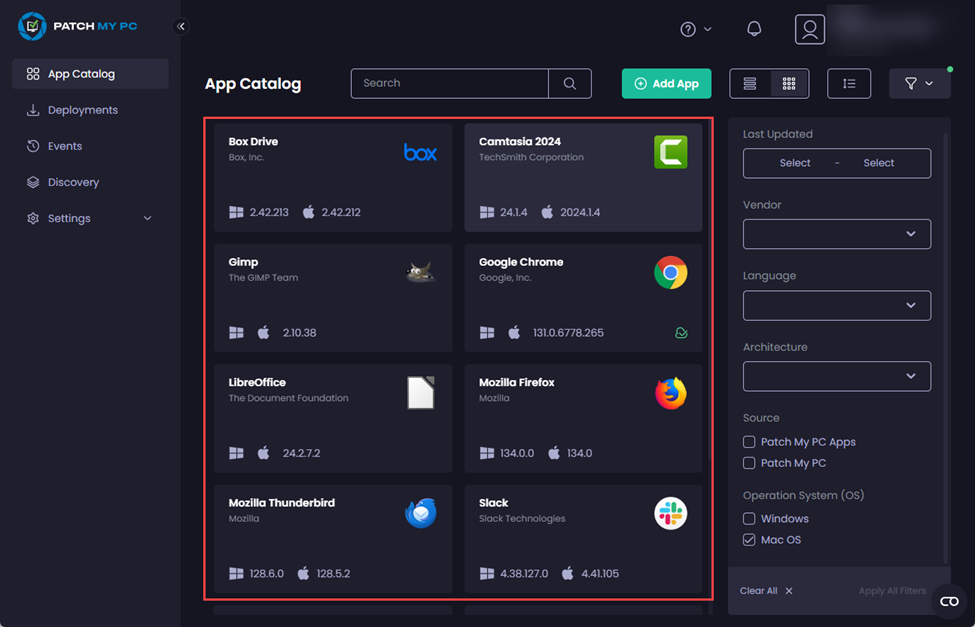 PATCH MY PC
App Catalog
Deployments
Events
Discovery
Settings
App Catalog
Search
Add App
Box Drive
Box, Inc.
box
2.42.213
2.42.212
Camtasia 2024
TechSmith Corporation
24.1.4
2024.1.4
Gimp
The GIMP Team
2.10.38
Google Chrome
Google, Inc.
131.0.6778.265
LibreOffice
The Document Foundation
24.2.7.2
Mozilla Firefox
Mozilla
134.0.0
134.0
Mozilla Thunderbird
Mozilla
128.6.0
128.5.2
Slack
Slack Technologies
4.38.127.0
4.41.105
Last Updated
Select - Select
Vendor
Language
Architecture
Source
Patch My PC Apps
Patch My PC
Operation System (OS)
Windows
Mac OS
Clear All
Apply All Filters